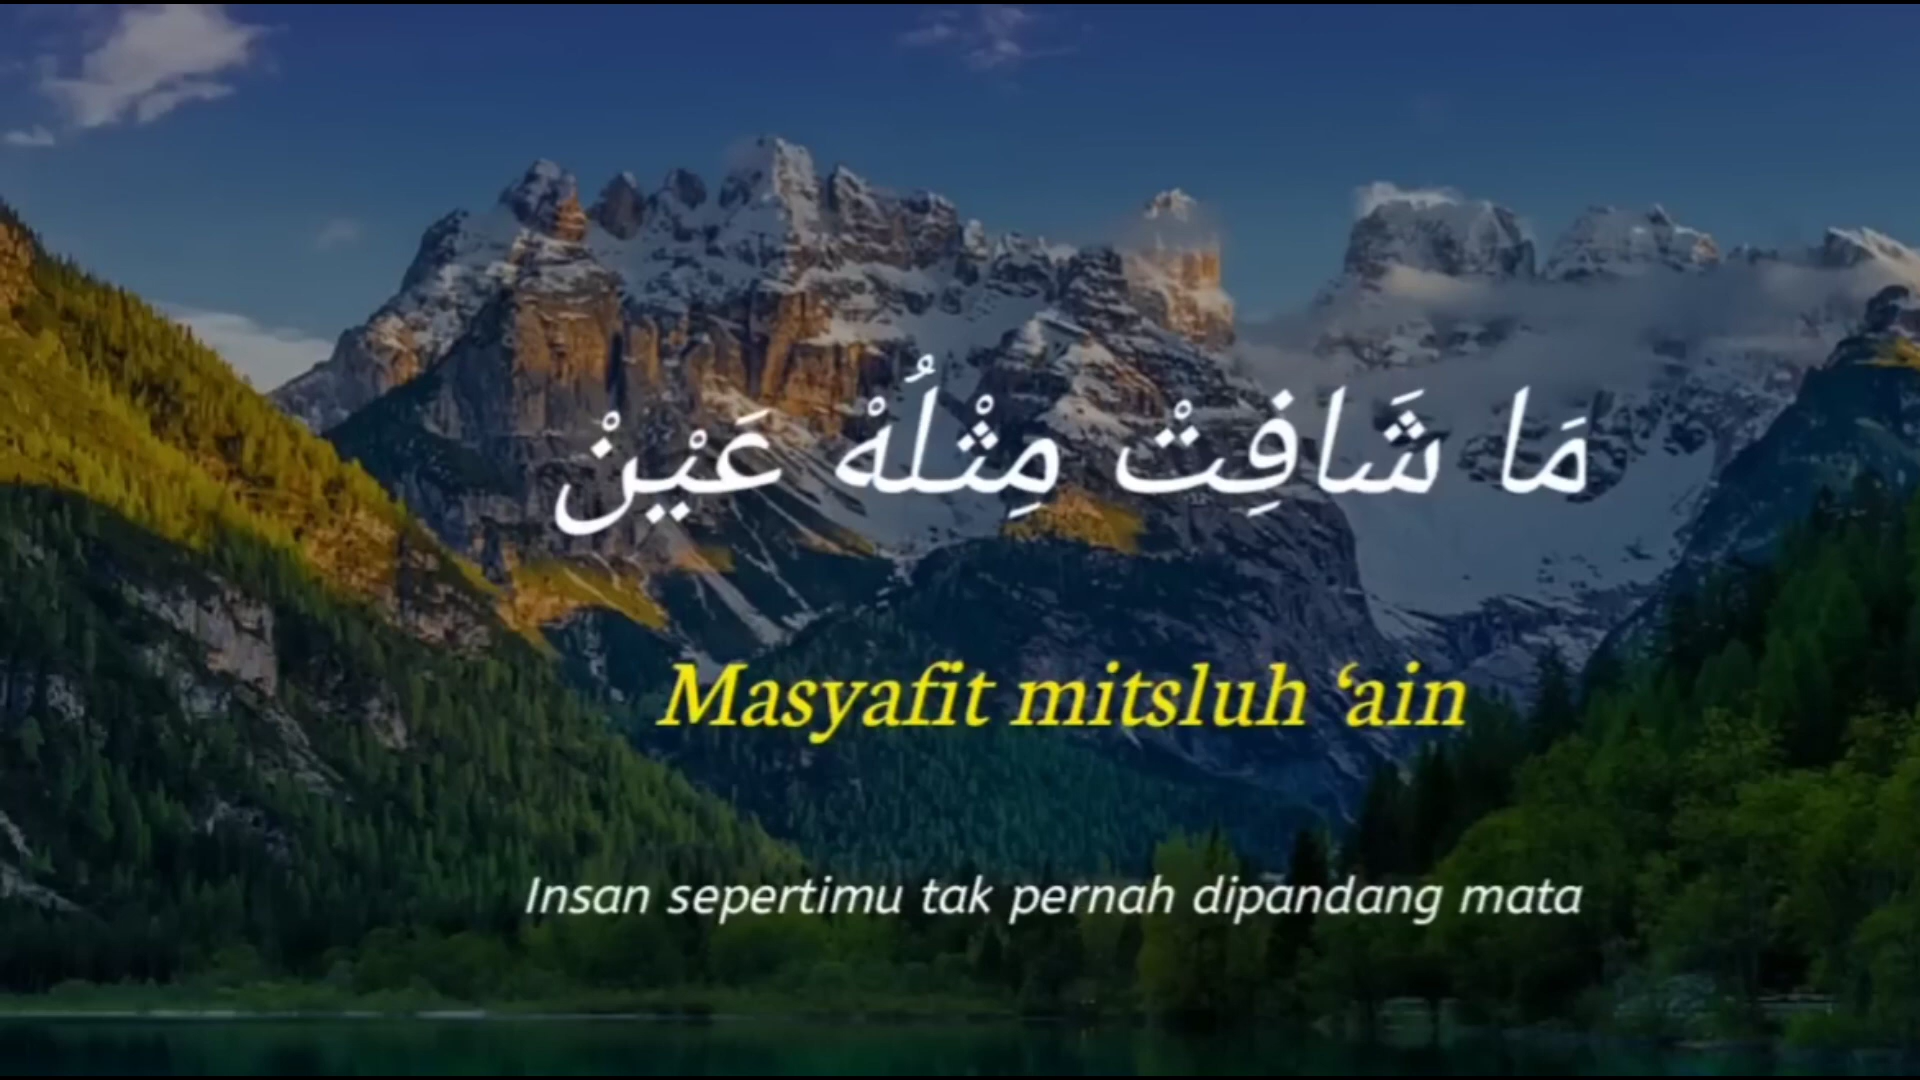 مَا شَافِتْ مِثْلُهْ عَيْنْ
Masyafit mitsluh ‘ain
Insan sepertimu tak pernah dipandang mata